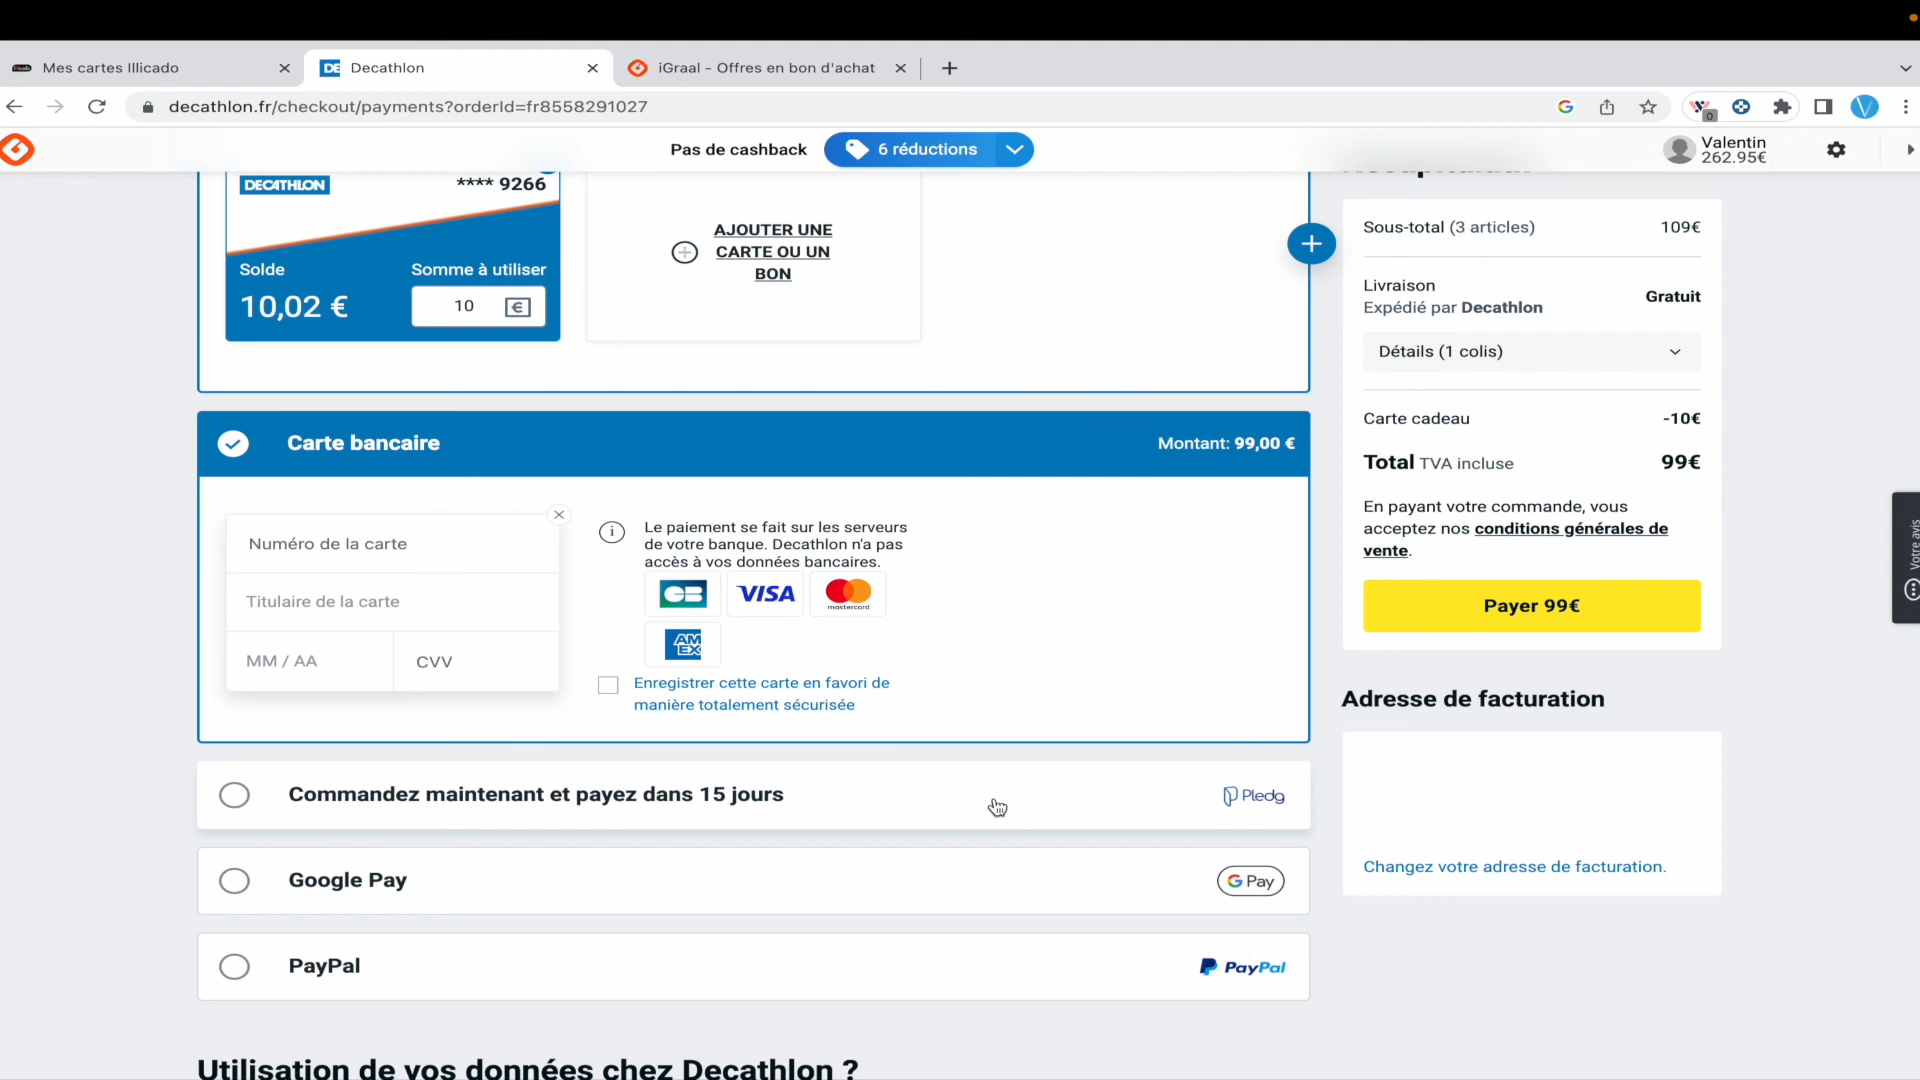 Mes cartes Illicado
DE Decathlon
iGraal - Offres en bon d'achat
decathlon.fr/checkout/payments?orderId=fr8558291027
0
V
Pas de cashback
6 réductions
Valentin
262.95€
DECATHLON
**** 9266
Solde
Somme à utiliser
10,02 €
10 €
AJOUTER UNE
CARTE OU UN
BON
Carte bancaire
Montant: 99,00 €
Numéro de la carte
Titulaire de la carte
MM / AA
CVV
Le paiement se fait sur les serveurs
de votre banque. Decathlon n'a pas
accès à vos données bancaires.
CB
VISA
mastercard
AM
EX
Enregistrer cette carte en favori de
manière totalement sécurisée
Commandez maintenant et payez dans 15 jours
Pledg
Google Pay
G Pay
PayPal
PayPal
Utilisation de vos données chez Decathlon ?
Sous-total (3 articles)
109€
Livraison
Expédié par Decathlon
Gratuit
Détails (1 colis)
Carte cadeau
-10€
Total TVA incluse
99€
En payant votre commande, vous
acceptez nos conditions générales de
vente.
Payer 99€
Adresse de facturation
Changez votre adresse de facturation.
Votre avis